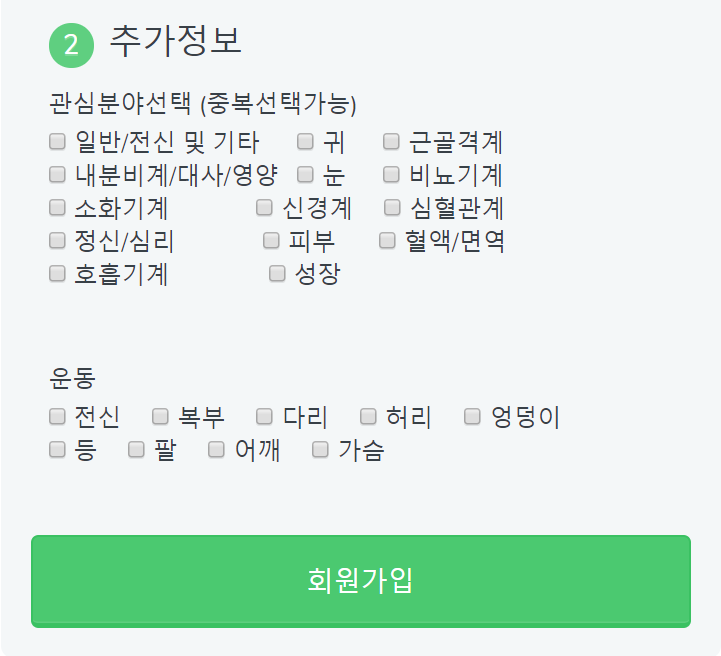 2 추가정보
관심분야선택 (중복선택가능)
일반/전신 및 기타 귀 근골격계
내분비계/대사/영양 눈 비뇨기계
소화기계 신경계 심혈관계
정신/심리 피부 혈액/면역
호흡기계 성장
운동
전신 복부 다리 허리 엉덩이
등 팔 어깨 가슴
회원가입